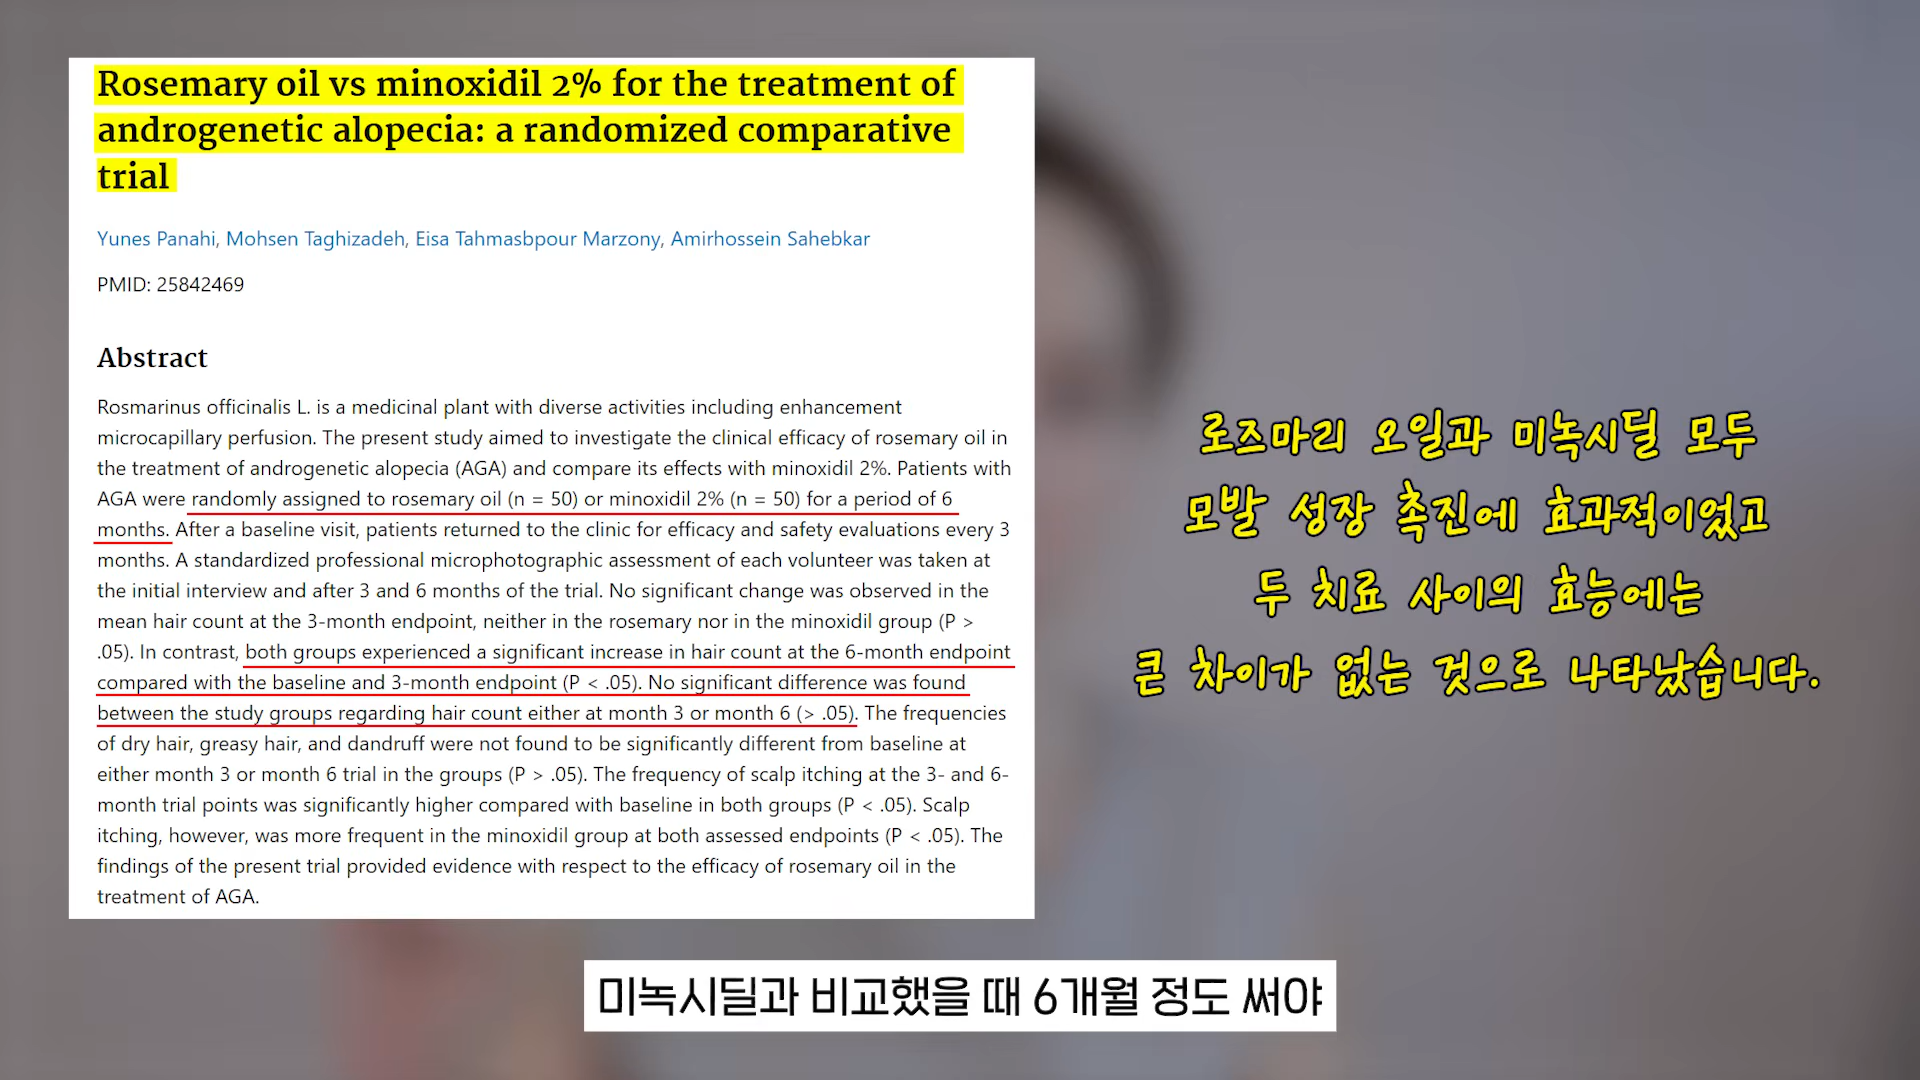 Rosemary oil vs minoxidil 2% for the treatment of
androgenetic alopecia: a randomized comparative
trial
Yunes Panahi, Mohsen Taghizadeh, Eisa Tahmasbpour Marzony, Amirhossein Sahebkar
PMID: 25842469
Abstract
Rosmarinus officinalis L. is a medicinal plant with diverse activities including enhancement
microcapillary perfusion. The present study aimed to investigate the clinical efficacy of rosemary oil in
the treatment of androgenetic alopecia (AGA) and compare its effects with minoxidil 2%. Patients with
AGA were randomly assigned to rosemary oil (n = 50) or minoxidil 2% (n = 50) for a period of 6
months. After a baseline visit, patients returned to the clinic for efficacy and safety evaluations every 3
months. A standardized professional microphotographic assessment of each volunteer was taken at
the initial interview and after 3 and 6 months of the trial. No significant change was observed in the
mean hair count at the 3-month endpoint, neither in the rosemary nor in the minoxidil group (P >
.05). In contrast, both groups experienced a significant increase in hair count at the 6-month endpoint
compared with the baseline and 3-month endpoint (P < .05). No significant difference was found
between the study groups regarding hair count either at month 3 or month 6 (> .05). The frequencies
of dry hair, greasy hair, and dandruff were not found to be significantly different from baseline at
either month 3 or month 6 trial in the groups (P > .05). The frequency of scalp itching at the 3- and 6-
month trial points was significantly higher compared with baseline in both groups (P < .05). Scalp
itching, however, was more frequent in the minoxidil group at both assessed endpoints (P < .05). The
findings of the present trial provided evidence with respect to the efficacy of rosemary oil in the
treatment of AGA.
로즈마리 오일과 미녹시딜 모두
모발 성장 촉진에 효과적이었고
두 치료 사이의 효능에는
큰 차이가 없는 것으로 나타났습니다.
미녹시딜과 비교했을 때 6개월 정도 써야